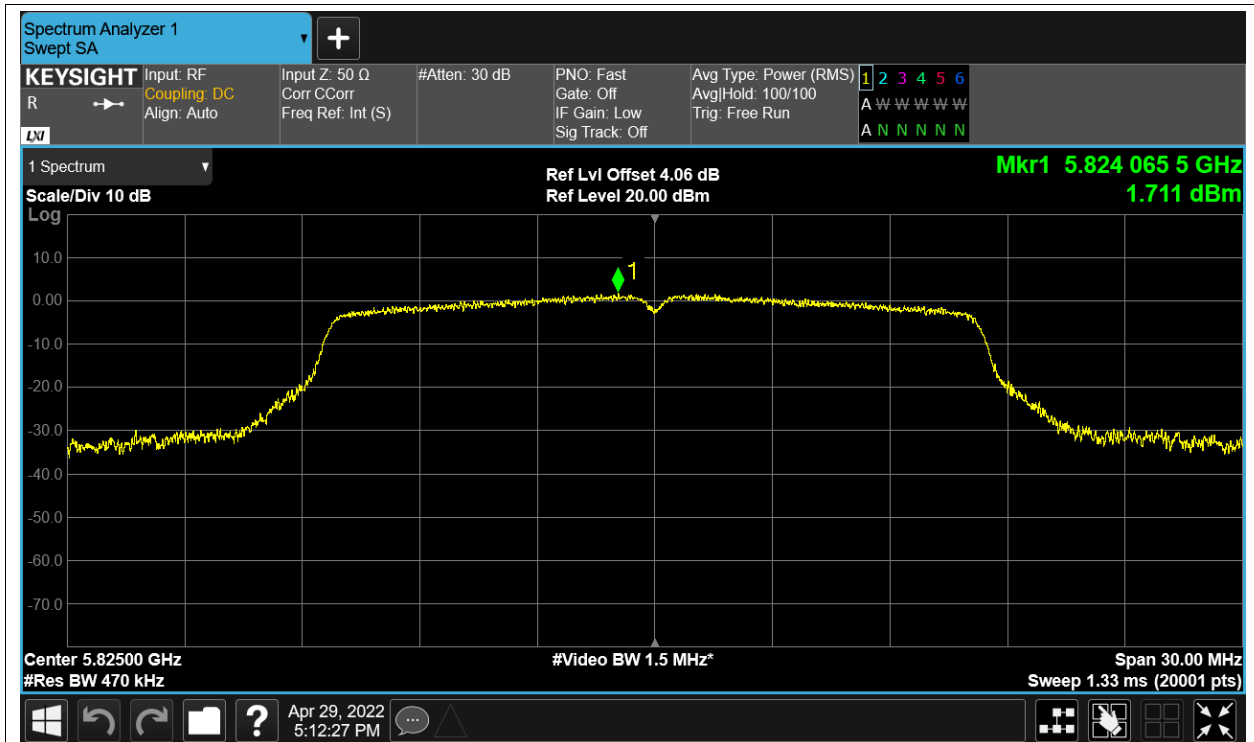 Spectrum Analyzer 1
Swept SA
+
KEYSIGHT
R
LXI
Input: RF
Coupling: DC
Align: Auto
Input Z: 50 Ω
Corr CCorr
Freq Ref: Int (S)
#Atten: 30 dB
PNO: Fast
Gate: Off
IF Gain: Low
Sig Track: Off
Avg Type: Power (RMS)
Avg|Hold: 100/100
Trig: Free Run
1 2 3 4 5 6
A W W W W W
A N N N N N
1 Spectrum
Scale/Div 10 dB
Log
Ref Lvl Offset 4.06 dB
Ref Level 20.00 dBm
Mkr1 5.824 065 5 GHz
1.711 dBm
10.0
0.00
-10.0
-20.0
-30.0
-40.0
-50.0
-60.0
-70.0
1
Center 5.82500 GHz
#Res BW 470 kHz
#Video BW 1.5 MHz*
Span 30.00 MHz
Sweep 1.33 ms (20001 pts)
?
Apr 29, 2022
5:12:27 PM